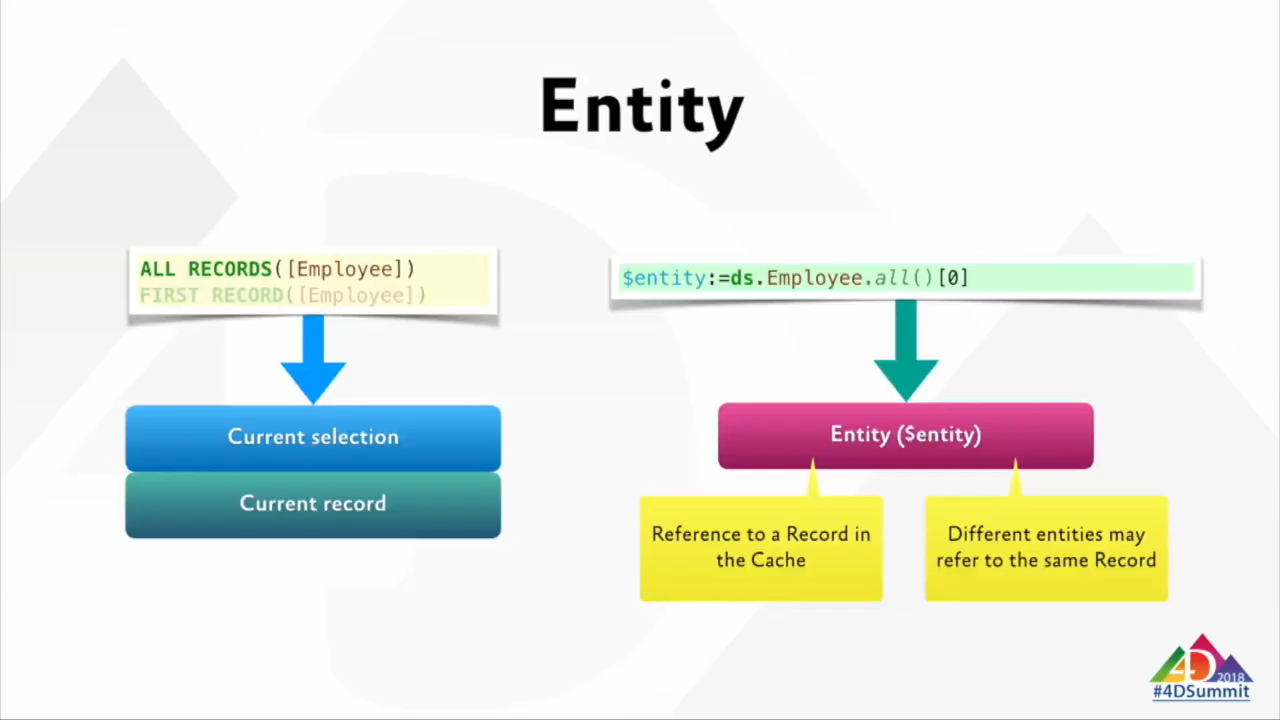 Entity
ALL RECORDS([Employee])
FIRST RECORD([Employee])
$entity:=ds.Employee.all()[0]
Current selection
Current record
Entity ($entity)
Reference to a Record in
the Cache
Different entities may
refer to the same Record
4D
2018
#4DSummit